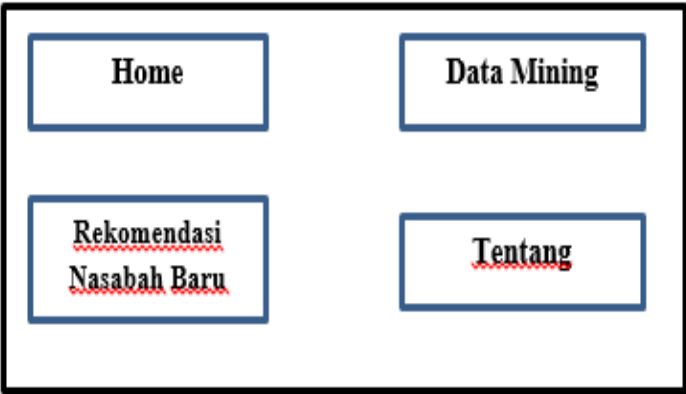 Home
Data Mining
Rekomendasi
Nasabah Baru
Tentang